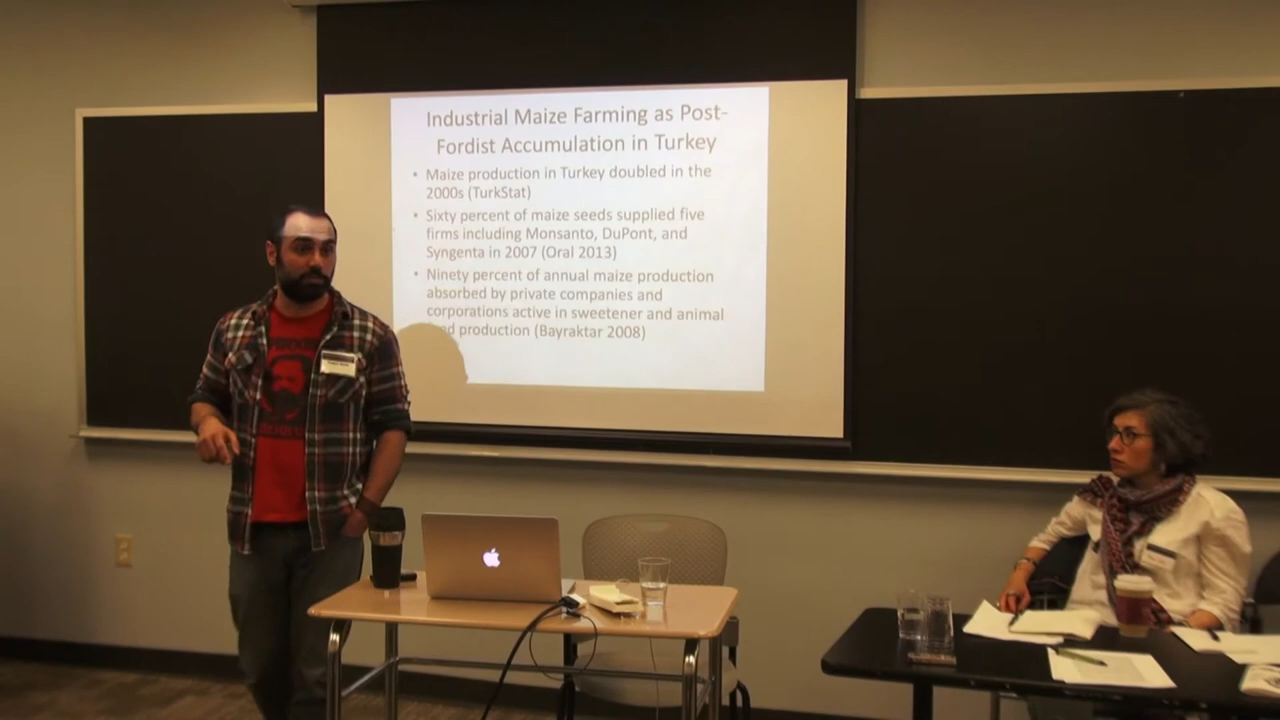 Industrial Maize Farming as Post-
Fordist Accumulation in Turkey
• Maize production in Turkey doubled in the
2000s (TurkStat)
• Sixty percent of maize seeds supplied five
firms including Monsanto, DuPont, and
Syngenta in 2007 (Oral 2013)
• Ninety percent of annual maize production
absorbed by private companies and
corporations active in sweetener and animal
production (Bayraktar 2008)